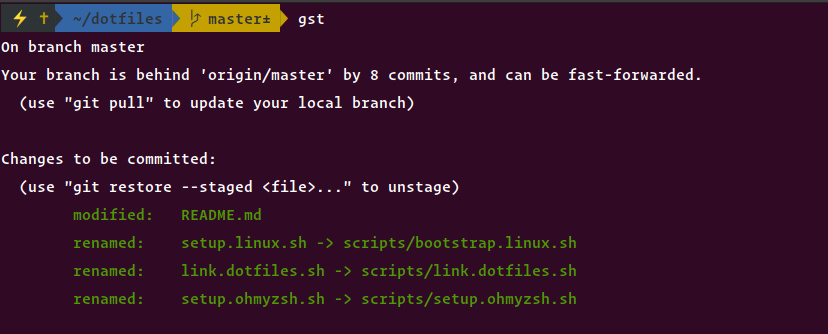 ⚡ ✝ ~/dotfiles master± gst
On branch master
Your branch is behind 'origin/master' by 8 commits, and can be fast-forwarded.
(use "git pull" to update your local branch)
Changes to be committed:
(use "git restore --staged <file>..." to unstage)
modified: README.md
renamed: setup.linux.sh -> scripts/bootstrap.linux.sh
renamed: link.dotfiles.sh -> scripts/link.dotfiles.sh
renamed: setup.ohmyzsh.sh -> scripts/setup.ohmyzsh.sh